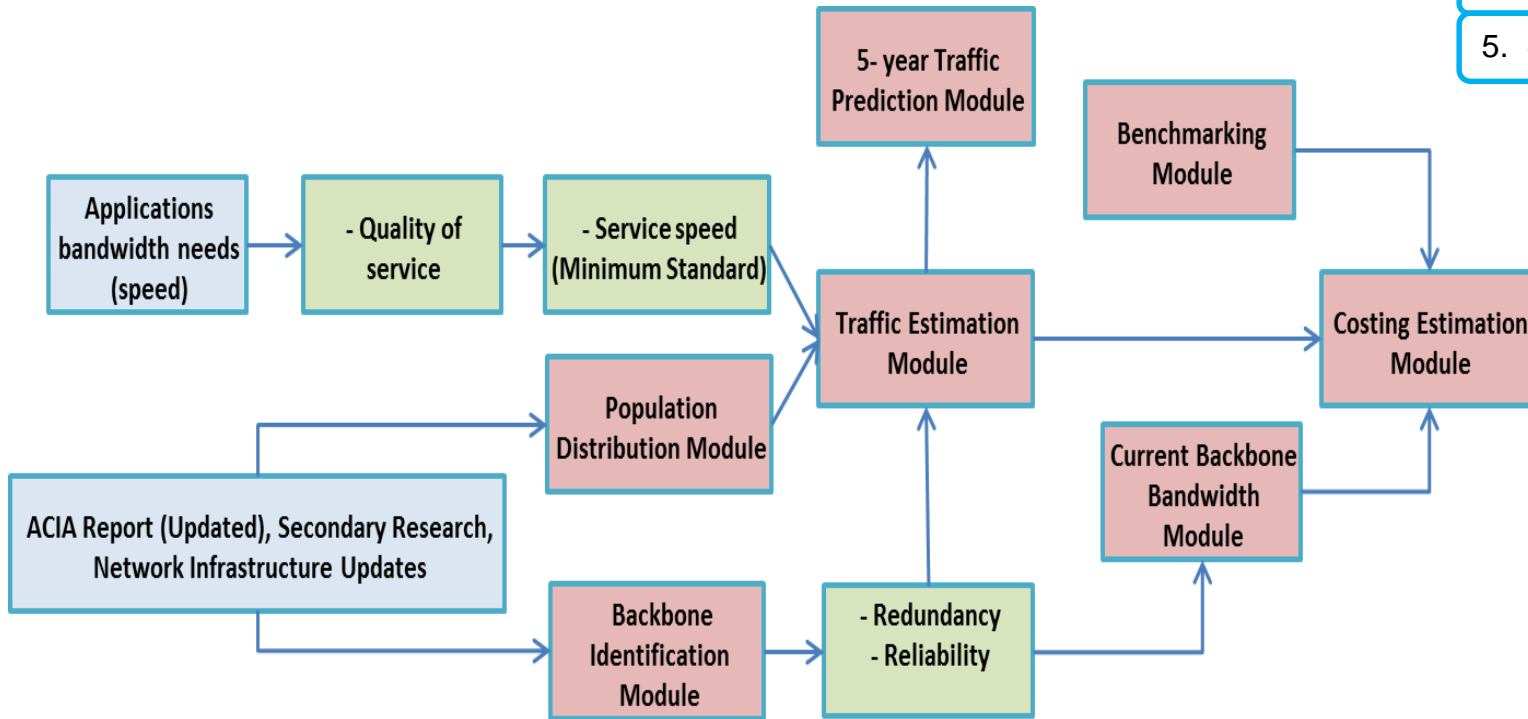 5.
5- year Traffic
Prediction Module
Benchmarking
Module
Applications
bandwidth needs
(speed)
- Quality of
service
- Service speed
(Minimum Standard)
Traffic Estimation
Module
Costing Estimation
Module
Population
Distribution Module
Current Backbone
Bandwidth
Module
ACIA Report (Updated), Secondary Research,
Network Infrastructure Updates
Backbone
Identification
Module
- Redundancy
- Reliability